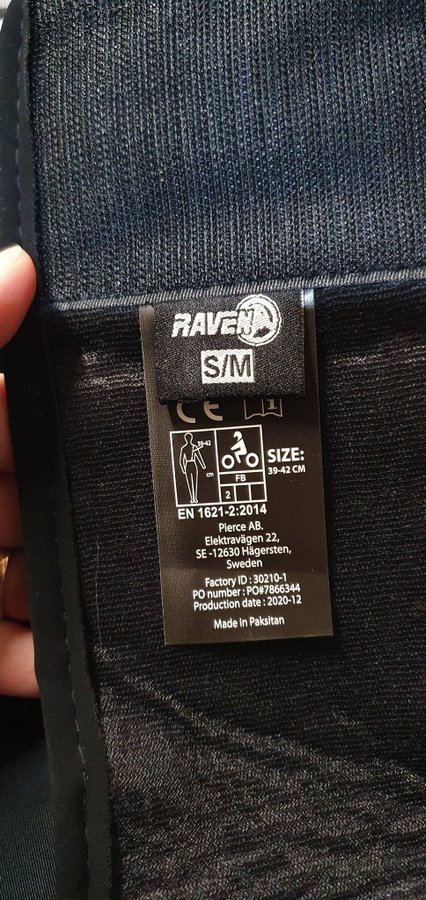 RAVEN
S/M
CE
i
39-42
cm
FB
2
SIZE:
39-42 CM
EN 1621-2:2014
Pierce AB.
Elektravägen 22,
SE -12630 Hägersten,
Sweden
Factory ID : 30210-1
PO number : PO#7866344
Production date : 2020-12
Made in Paksitan